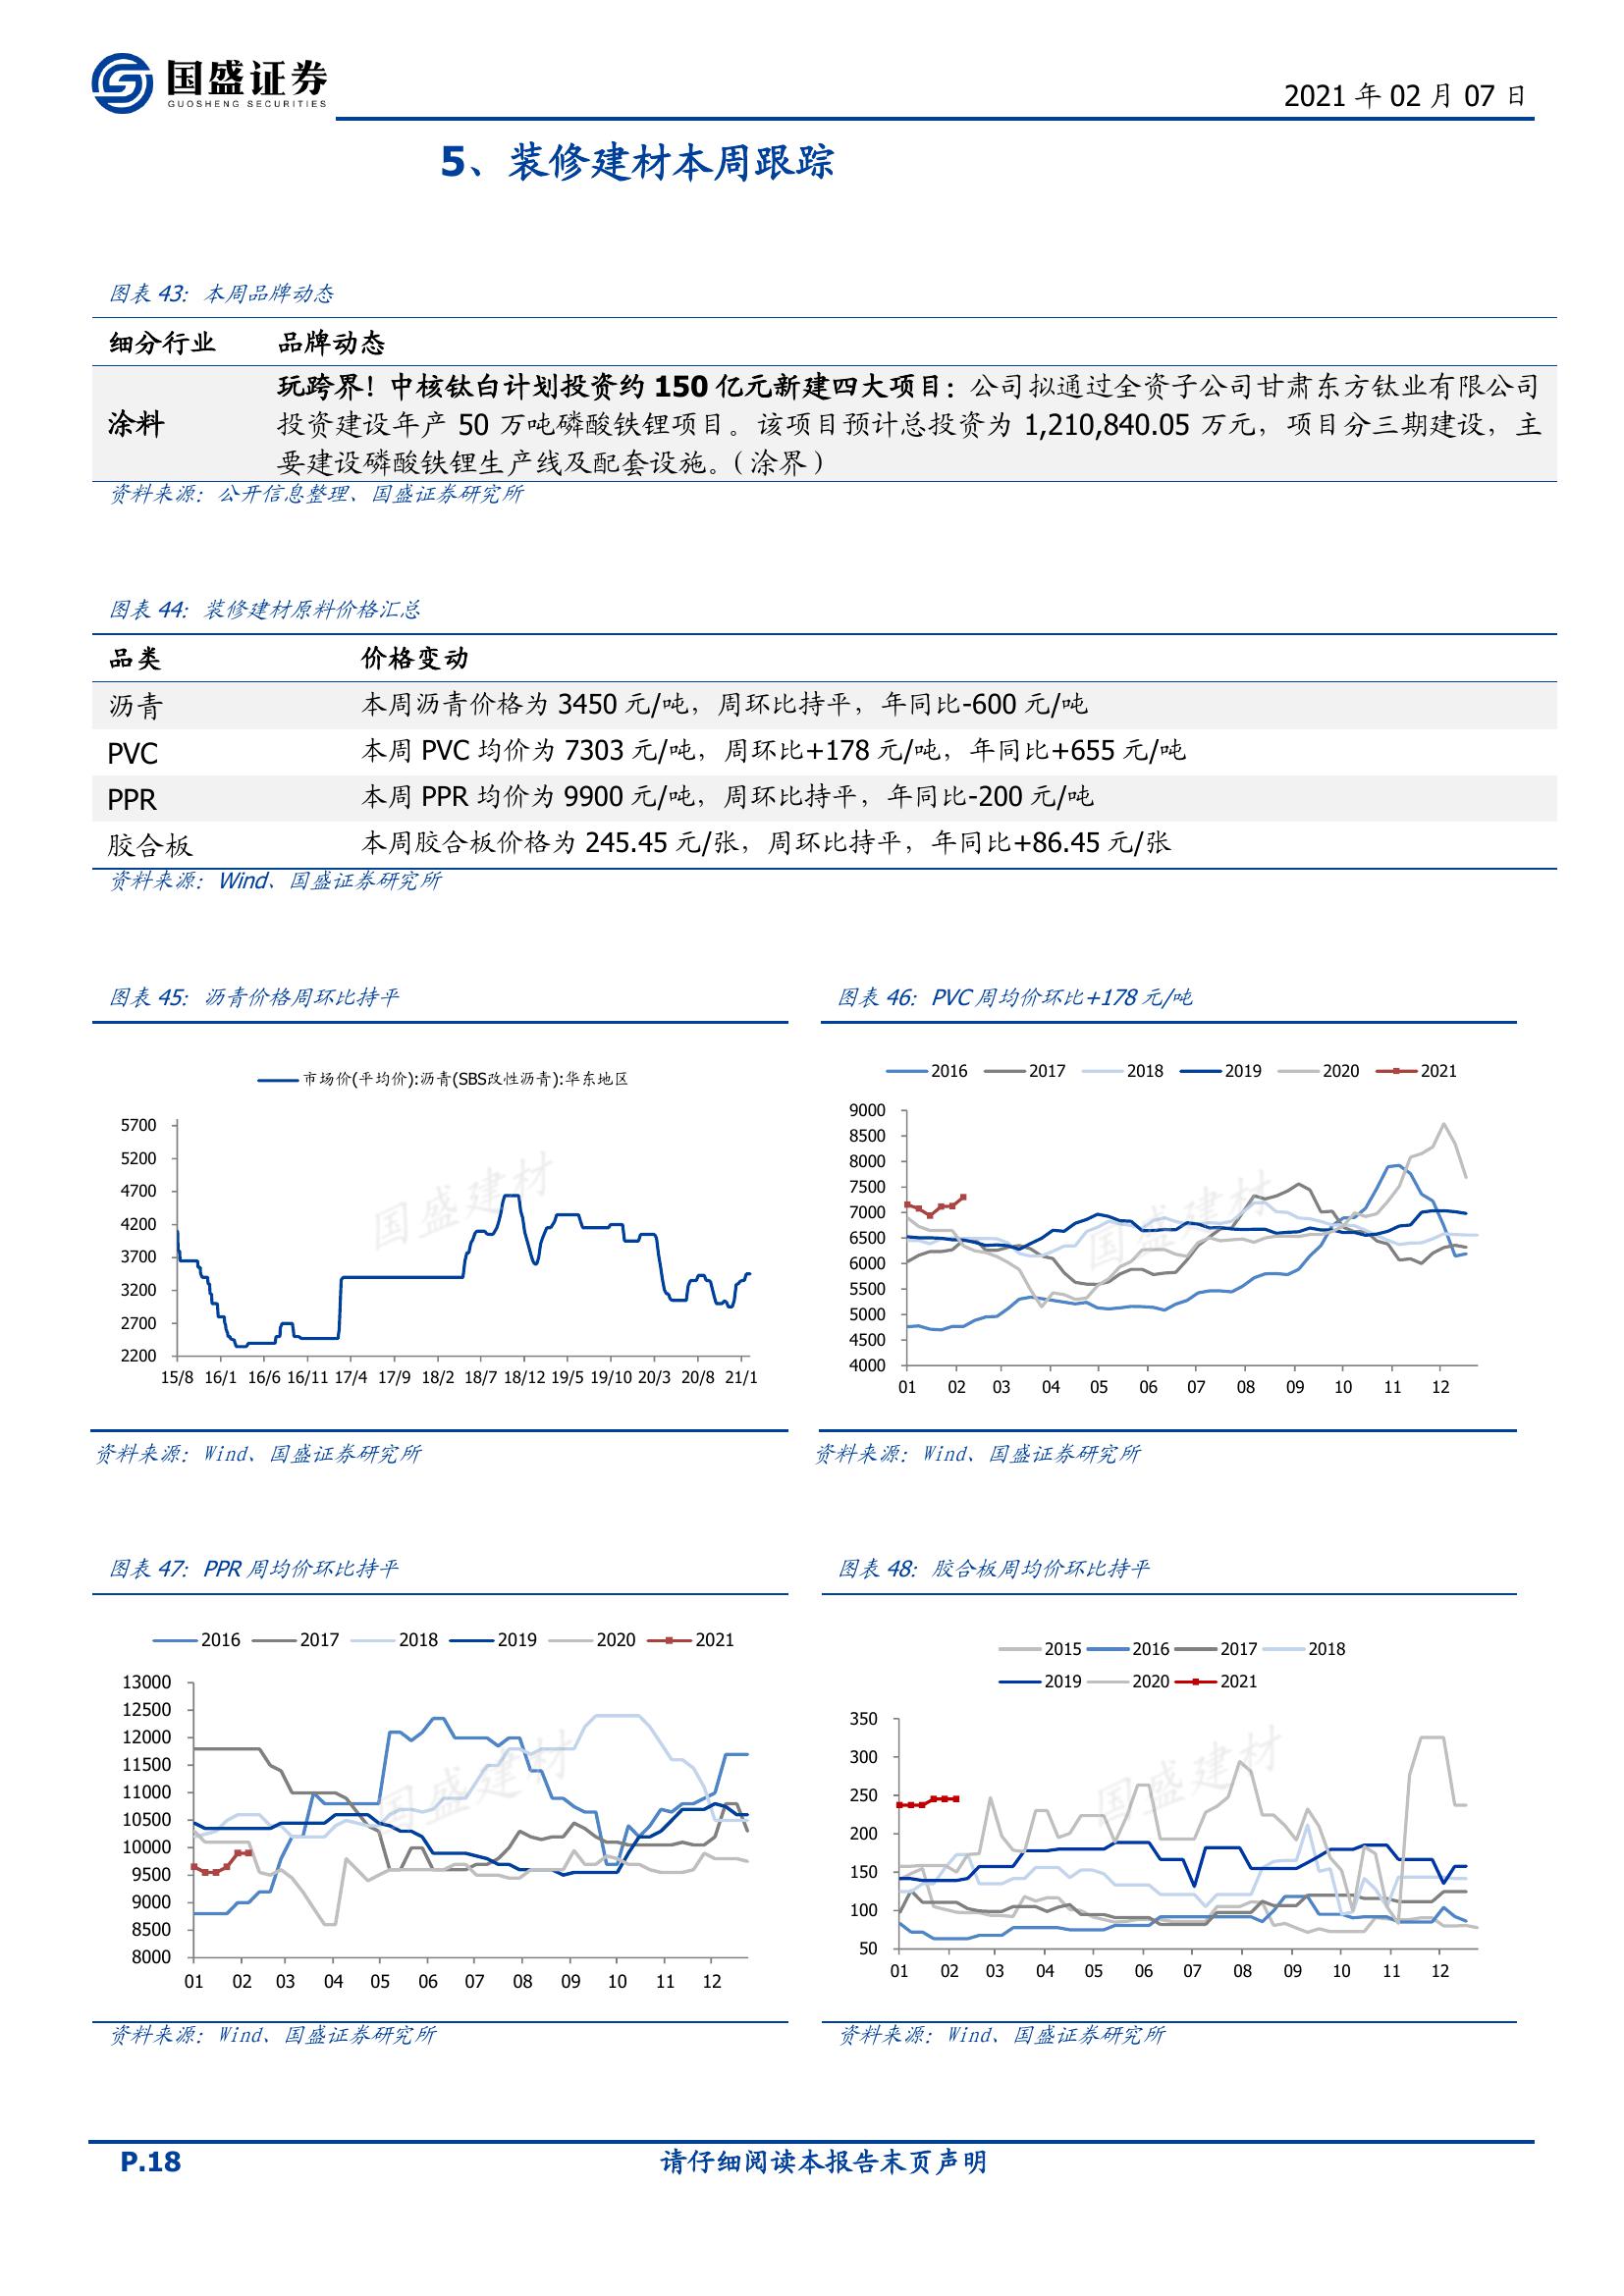 国盛证券
GUOSHENG SECURITIES
2021 年 02 月 07 日
5、装修建材本周跟踪
图表 43：本周品牌动态
细分行业 品牌动态
涂料
玩跨界！中核钛白计划投资约 150 亿元新建四大项目：公司拟通过全资子公司甘肃东方钛业有限公司
投资建设年产 50 万吨磷酸铁锂项目。该项目预计总投资为 1,210,840.05 万元，项目分三期建设，主
要建设磷酸铁锂生产线及配套设施。（涂界）
资料来源：公开信息整理、国盛证券研究所
图表 44：装修建材原料价格汇总
品类 价格变动
沥青 本周沥青价格为 3450 元/吨，周环比持平，年同比-600 元/吨
PVC 本周 PVC 均价为 7303 元/吨，周环比+178 元/吨，年同比+655 元/吨
PPR 本周 PPR 均价为 9900 元/吨，周环比持平，年同比-200 元/吨
胶合板 本周胶合板价格为 245.45 元/张，周环比持平，年同比+86.45 元/张
资料来源：Wind、国盛证券研究所
图表 45：沥青价格周环比持平
市场价(平均价):沥青(SBS改性沥青):华东地区
5700
5200
4700
4200
3700
3200
2700
2200
15/8 16/1 16/6 16/11 17/4 17/9 18/2 18/7 18/12 19/5 19/10 20/3 20/8 21/1
国盛建材
资料来源：Wind、国盛证券研究所
图表 46：PVC 周均价环比+178 元/吨
2016 2017 2018 2019 2020 2021
9000
8500
8000
7500
7000
6500
6000
5500
5000
4500
4000
01 02 03 04 05 06 07 08 09 10 11 12
国盛建材
资料来源：Wind、国盛证券研究所
图表 47：PPR 周均价环比持平
2016 2017 2018 2019 2020 2021
13000
12500
12000
11500
11000
10500
10000
9500
9000
8500
8000
01 02 03 04 05 06 07 08 09 10 11 12
国盛建材
资料来源：Wind、国盛证券研究所
图表 48：胶合板周均价环比持平
2015 2016 2017 2018
2019 2020 2021
350
300
250
200
150
100
50
01 02 03 04 05 06 07 08 09 10 11 12
国盛建材
资料来源：Wind、国盛证券研究所
P.18 请仔细阅读本报告末页声明